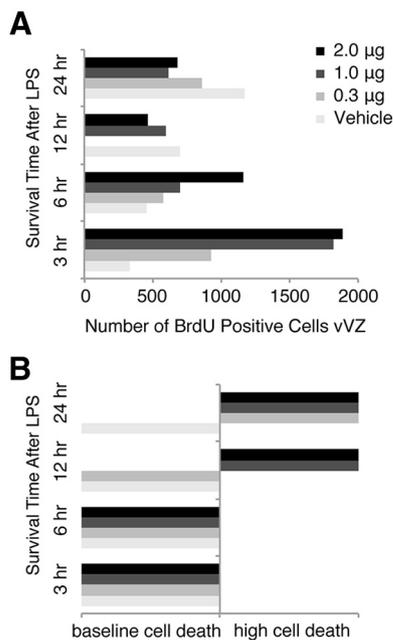 A
2.0 µg
1.0 µg
0.3 µg
Vehicle
Survival Time After LPS
24 hr
12 hr
6 hr
3 hr
0 500 1000 1500 2000
Number of BrdU Positive Cells vVZ
B
Survival Time After LPS
24 hr
12 hr
6 hr
3 hr
baseline cell death high cell death